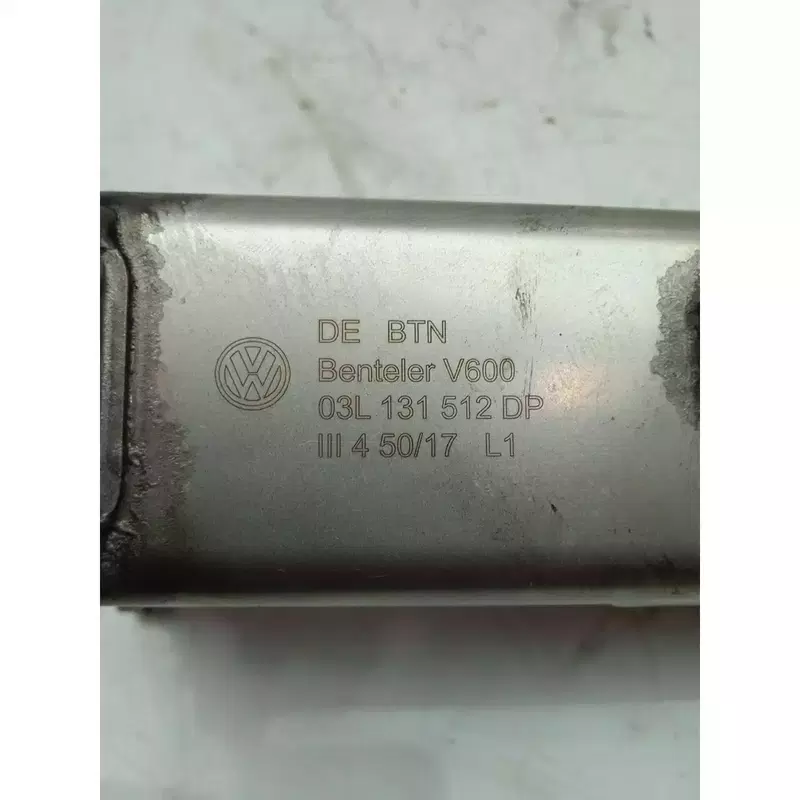 DE BTN
Benteler V600
03L 131 512 DP
III 4 50/17 L1